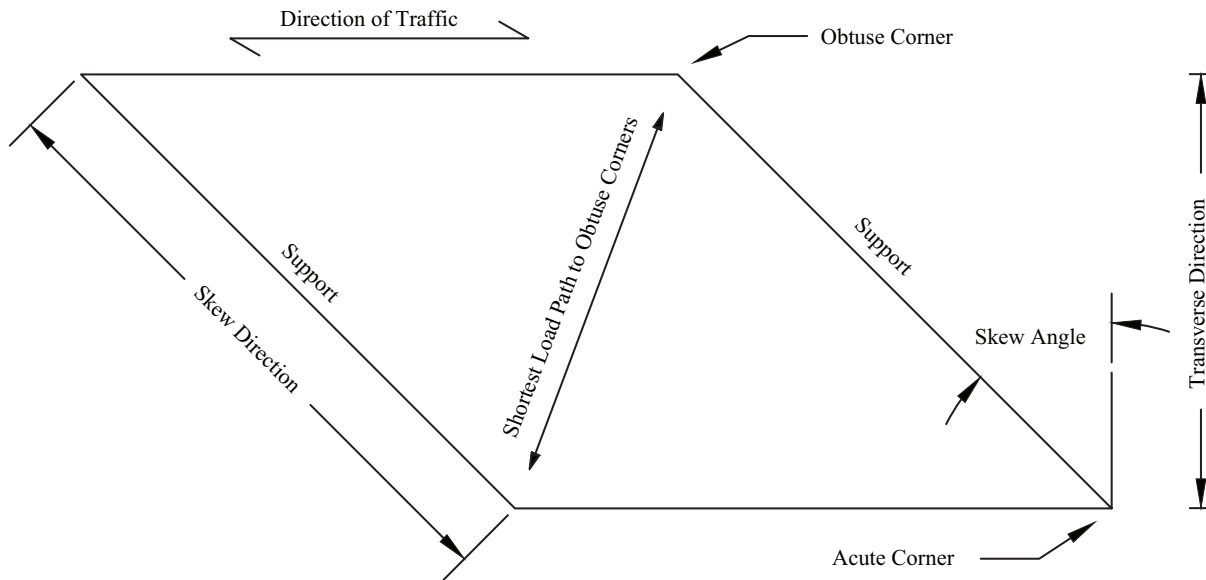 Direction of Traffic
Obtuse Corner
Shortest Load Path to Obtuse Corners
Support
Support
Skew Direction
Skew Angle
Transverse Direction
Acute Corner